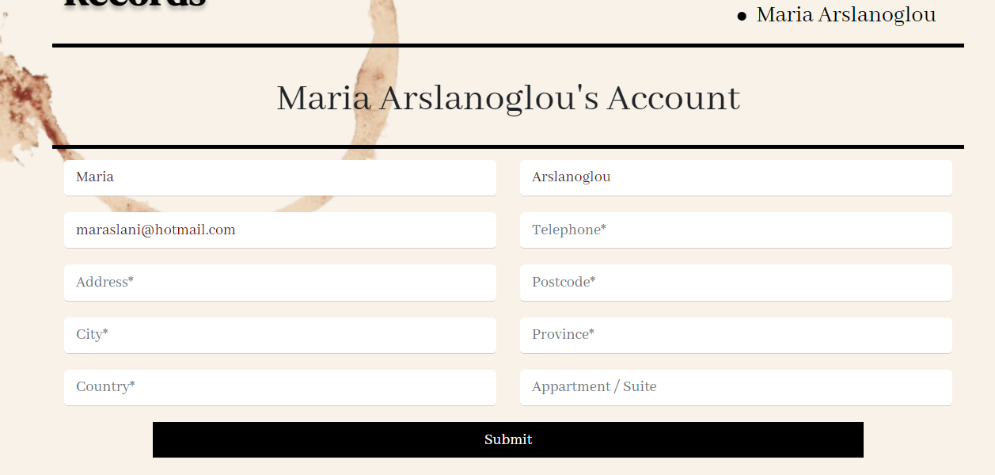 Records
Maria Arslanoglou
Maria Arslanoglou's Account
Maria
Arslanoglou
maraslani@hotmail.com
Telephone*
Address*
Postcode*
City*
Province*
Country*
Appartment / Suite
Submit